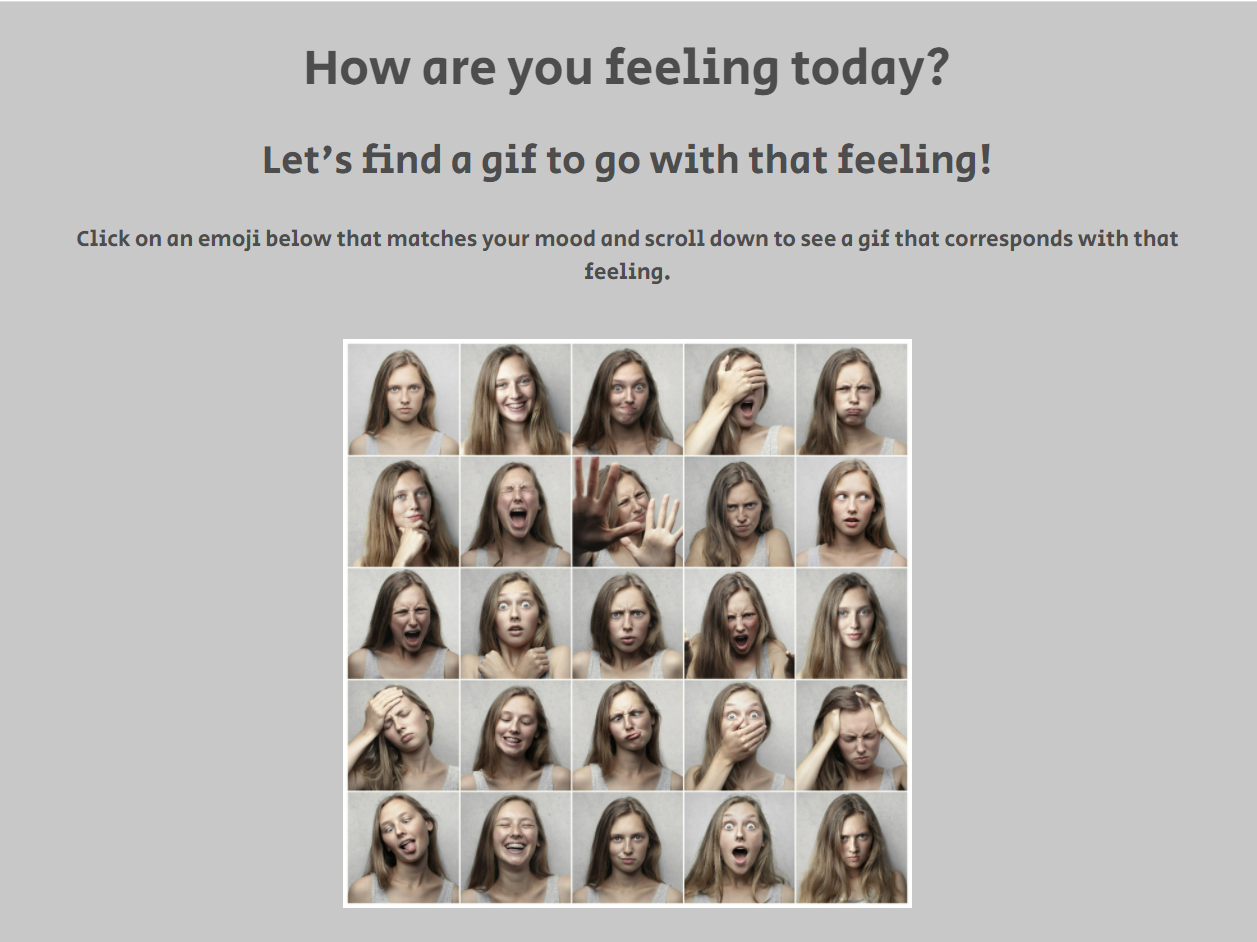 How are you feeling today?
Let’s find a gif to go with that feeling!
Click on an emoji below that matches your mood and scroll down to see a gif that corresponds with that
feeling.